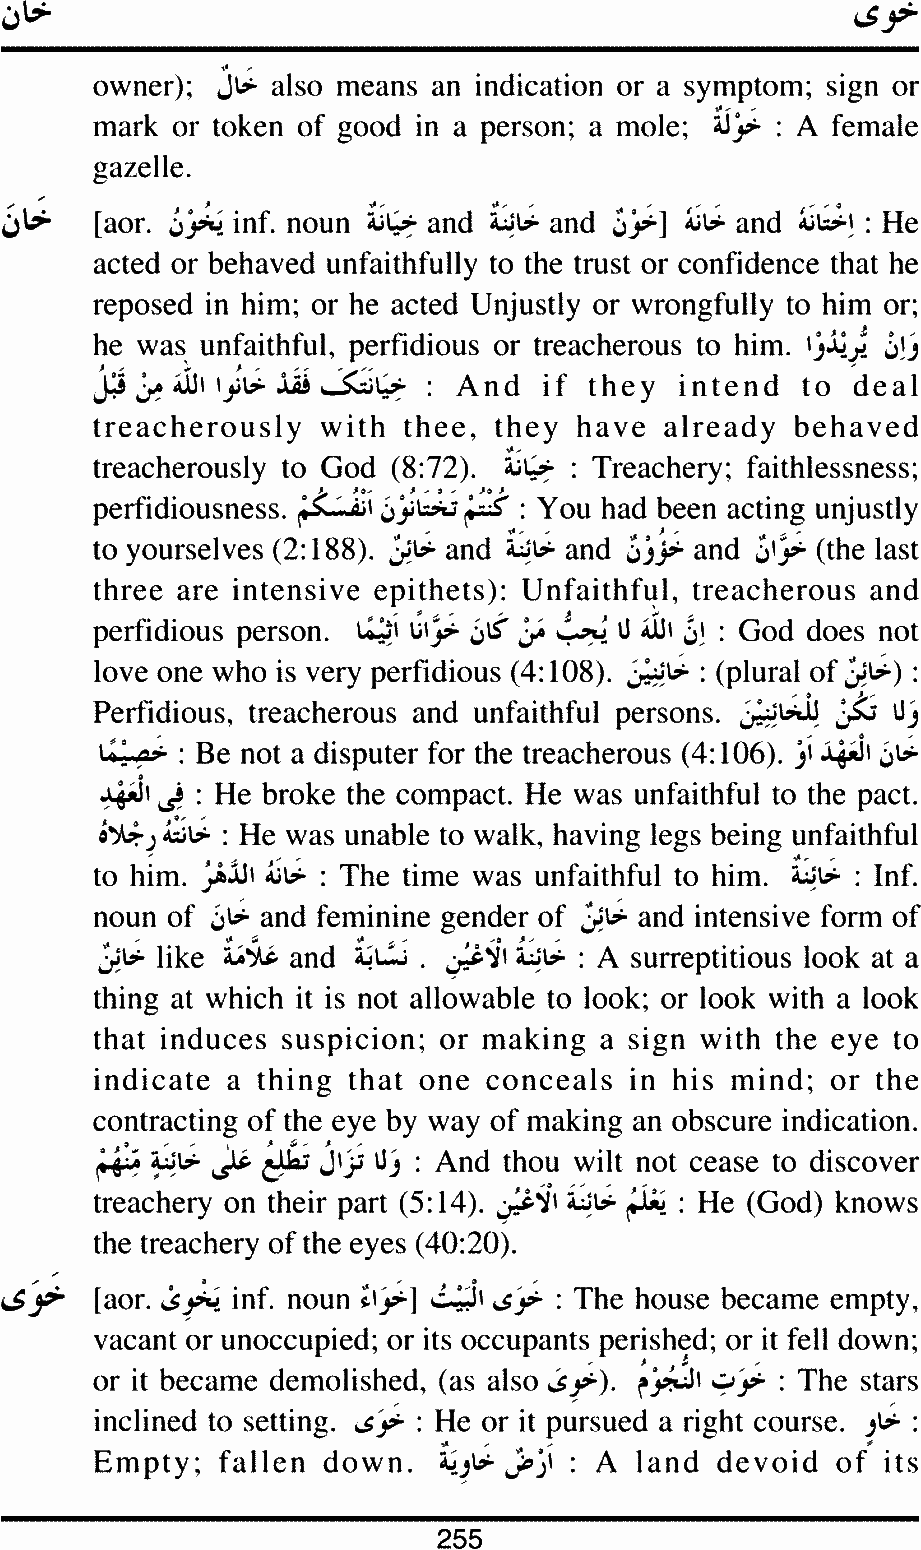 خان خوی
owner); خَالٌ also means an indication or a symptom; sign or
mark or token of good in a person; a mole; خَوْلَةٌ : A female
gazelle.
خَانَ [aor. يَخُوْنُ inf. noun خِيَانَةٌ and خَائِنَةٌ and خَوْنٌ] خَانَهٗ and اِخْتَانَهٗ : He
acted or behaved unfaithfully to the trust or confidence that he
reposed in him; or he acted Unjustly or wrongfully to him or;
he was unfaithful, perfidious or treacherous to him. وَاِنْ يُّرِيْدُوْا
خِيَانَتَکَ فَقَدْ خَانُوا اللّٰهَ مِنْ قَبْلُ : And if they intend to deal
treacherously with thee, they have already behaved
treacherously to God (8:72). خِيَانَةٌ : Treachery; faithlessness;
perfidiousness. كُنْتُمْ تَخْتَانُوْنَ اَنْفُسَكُمْ : You had been acting unjustly
to yourselves (2:188). خَائِنٌ and خَائِنَةٌ and خَؤُوْنٌ and خَوَّانٌ (the last
three are intensive epithets): Unfaithful, treacherous and
perfidious person. اِنَّ اللّٰهَ لَا يُحِبُّ مَنْ كَانَ خَوَّانًا اَثِيْمًا : God does not
love one who is very perfidious (4:108). خَائِنِيْنَ : (plural of خَائِنٌ) :
Perfidious, treacherous and unfaithful persons. وَلَا تَكُنْ لِلْخَائِنِيْنَ
خَصِيْمًا : Be not a disputer for the treacherous (4:106). خَانَ الْعَهْدَ اَوْ
فِی الْعَهْدِ : He broke the compact. He was unfaithful to the pact.
خَانَتْهُ رِجْلَاهُ : He was unable to walk, having legs being unfaithful
to him. خَانَهُ الدَّهْرُ : The time was unfaithful to him. خَائِنَةٌ : Inf.
noun of خَانَ and feminine gender of خَائِنٌ and intensive form of
خَائِنٌ like عَلَّامَةٌ and نَسَّابَةٌ . خَائِنَةُ الْاَعْيُنِ : A surreptitious look at a
thing at which it is not allowable to look; or look with a look
that induces suspicion; or making a sign with the eye to
indicate a thing that one conceals in his mind; or the
contracting of the eye by way of making an obscure indication.
وَلَا تَزَالُ تَطَّلِعُ عَلٰی خَائِنَةٍ مِّنْهُمْ : And thou wilt not cease to discover
treachery on their part (5:14). يَعْلَمُ خَائِنَةَ الْاَعْيُنِ : He (God) knows
the treachery of the eyes (40:20).
خَوَی [aor. يَخْوِیْ inf. noun خَوَاءٌ] خَوَی الْبَيْتُ : The house became empty,
vacant or unoccupied; or its occupants perished; or it fell down;
or it became demolished, (as also خَوِیَ). خَوَتِ النُّجُوْمُ : The stars
inclined to setting. خَوَی : He or it pursued a right course. خَاوٍ :
Empty; fallen down. اَرْضٌ خَاوِيَةٌ : A land devoid of its
255